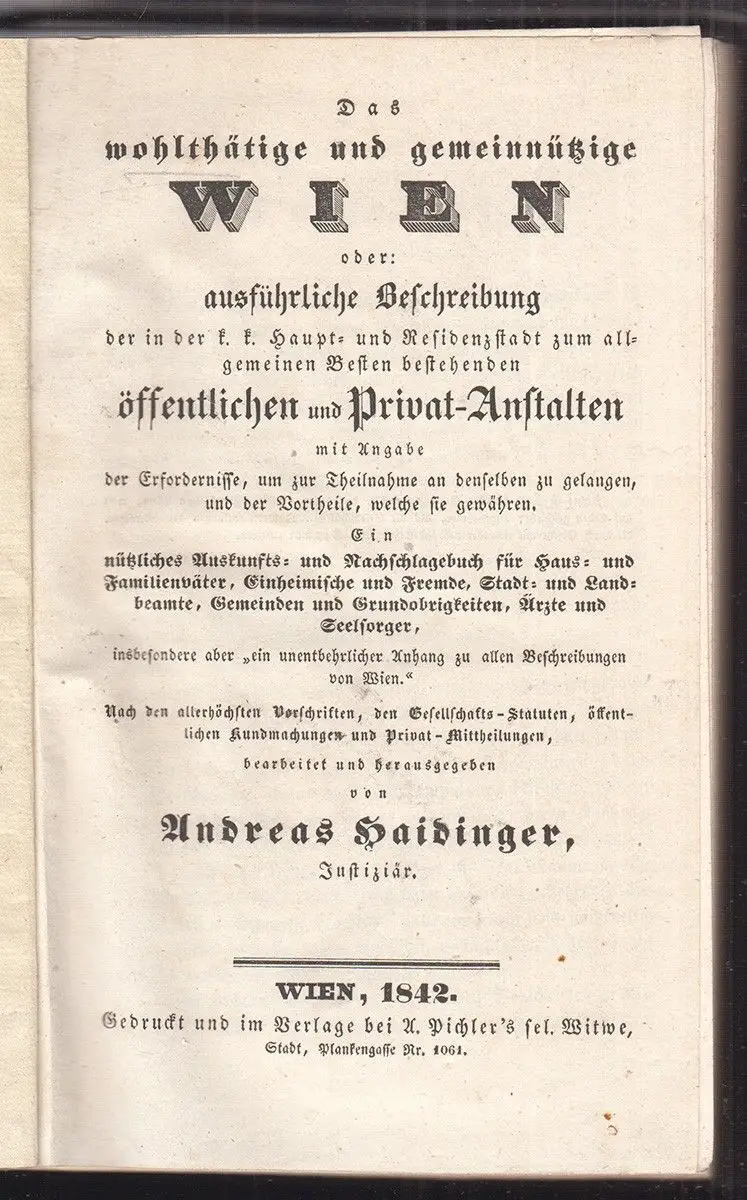 Das
wohlthätige und gemeinnützige
WIEN
oder:
ausführliche Beschreibung
der in der k. k. Haupt- und Residenzstadt zum all-
gemeinen Besten bestehenden
öffentlichen und Privat-Anstalten
mit Angabe
der Erfordernisse, um zur Theilnahme an denselben zu gelangen,
und der Vortheile, welche sie gewähren.
Ein
nützliches Auskunfts- und Nachschlagebuch für Haus- und
Familienväter, Einheimische und Fremde, Stadt- und Land-
beamte, Gemeinden und Grundobrigkeiten, Ärzte und
Seelsorger,
insbesondere aber „ein unentbehrlicher Anhang zu allen Beschreibungen
von Wien.“
Nach den allerhöchsten Vorschriften, den Gesellschafts-Statuten, öffent-
lichen Kundmachungen und Privat-Mittheilungen,
bearbeitet und herausgegeben
von
Andreas Haidinger,
Justiziär.
WIEN, 1842.
Gedruckt und im Verlage bei A. Pichler's sel. Witwe,
Stadt, Plankengasse Nr. 1061.